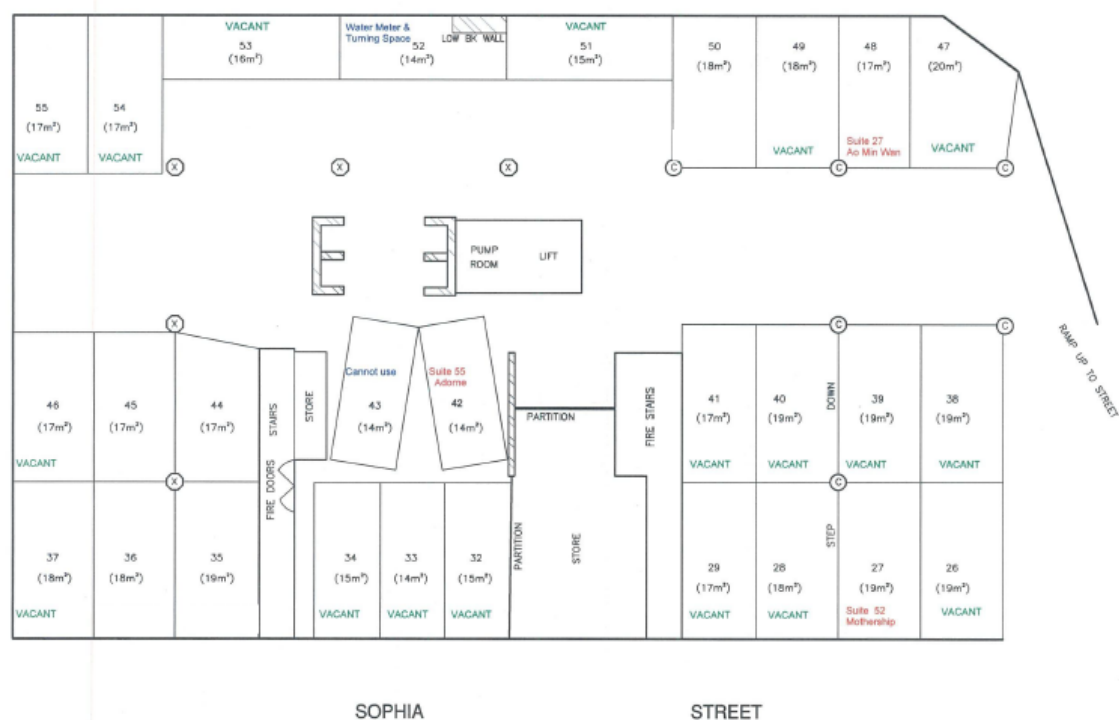 VACANT
53
(16m²)
Water Meter &
Turning Space
52
(14m²)
LOW BK WALL
VACANT
51
(15m²)
50
(18m²)
49
(18m²)
VACANT
48
(17m²)
Suite 27
Ao Min Wan
47
(20m²)
VACANT
55
(17m²)
VACANT
54
(17m²)
VACANT
X
X
X
C
C
C
PUMP
ROOM
LIFT
X
C
C
RAMP UP TO STREET
46
(17m²)
VACANT
45
(17m²)
44
(17m²)
STAIRS
STORE
Cannot use
43
(14m²)
Suite 55
Adorne
42
(14m²)
PARTITION
FIRE STAIRS
41
(17m²)
VACANT
40
(19m²)
VACANT
DOWN
39
(19m²)
VACANT
38
(19m²)
VACANT
X
C
37
(18m²)
VACANT
36
(18m²)
35
(19m²)
FIRE DOORS
34
(15m²)
VACANT
33
(14m²)
VACANT
32
(15m²)
VACANT
PARTITION
STORE
29
(17m²)
VACANT
28
(18m²)
VACANT
STEP
27
(19m²)
Suite 52
Mothership
26
(19m²)
VACANT
SOPHIA STREET